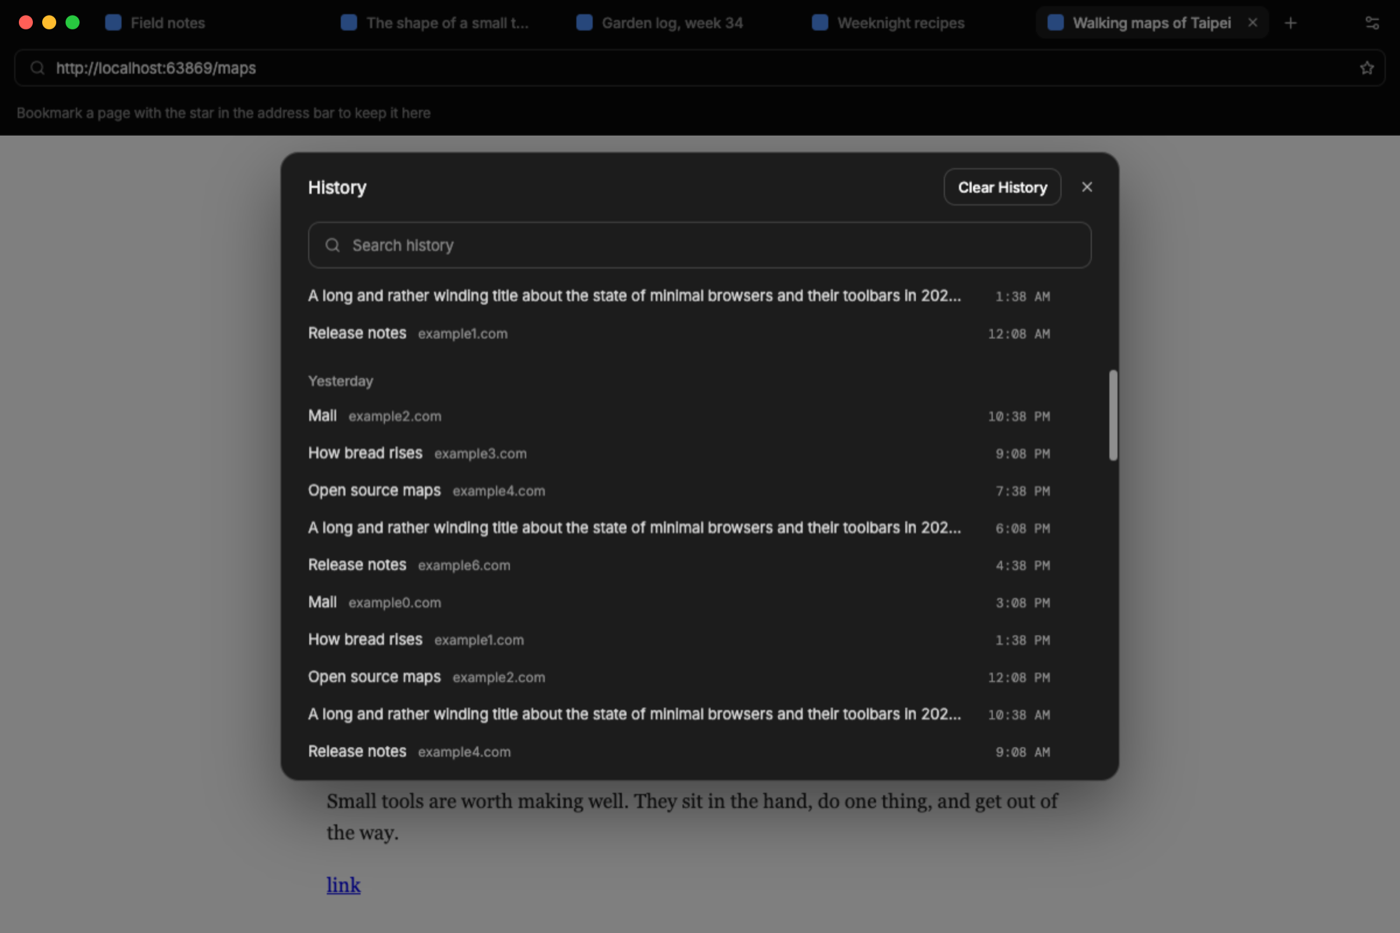 Field notes
The shape of a small t...
Garden log, week 34
Weeknight recipes
Walking maps of Taipei
http://localhost:63869/maps
Bookmark a page with the star in the address bar to keep it here
History
Clear History
Search history
A long and rather winding title about the state of minimal browsers and their toolbars in 202... 1:38 AM
Release notes example1.com 12:08 AM
Yesterday
Mail example2.com 10:38 PM
How bread rises example3.com 9:08 PM
Open source maps example4.com 7:38 PM
A long and rather winding title about the state of minimal browsers and their toolbars in 202... 6:08 PM
Release notes example6.com 4:38 PM
Mail example0.com 3:08 PM
How bread rises example1.com 1:38 PM
Open source maps example2.com 12:08 PM
A long and rather winding title about the state of minimal browsers and their toolbars in 202... 10:38 AM
Release notes example4.com 9:08 AM
Small tools are worth making well. They sit in the hand, do one thing, and get out of
the way.
link